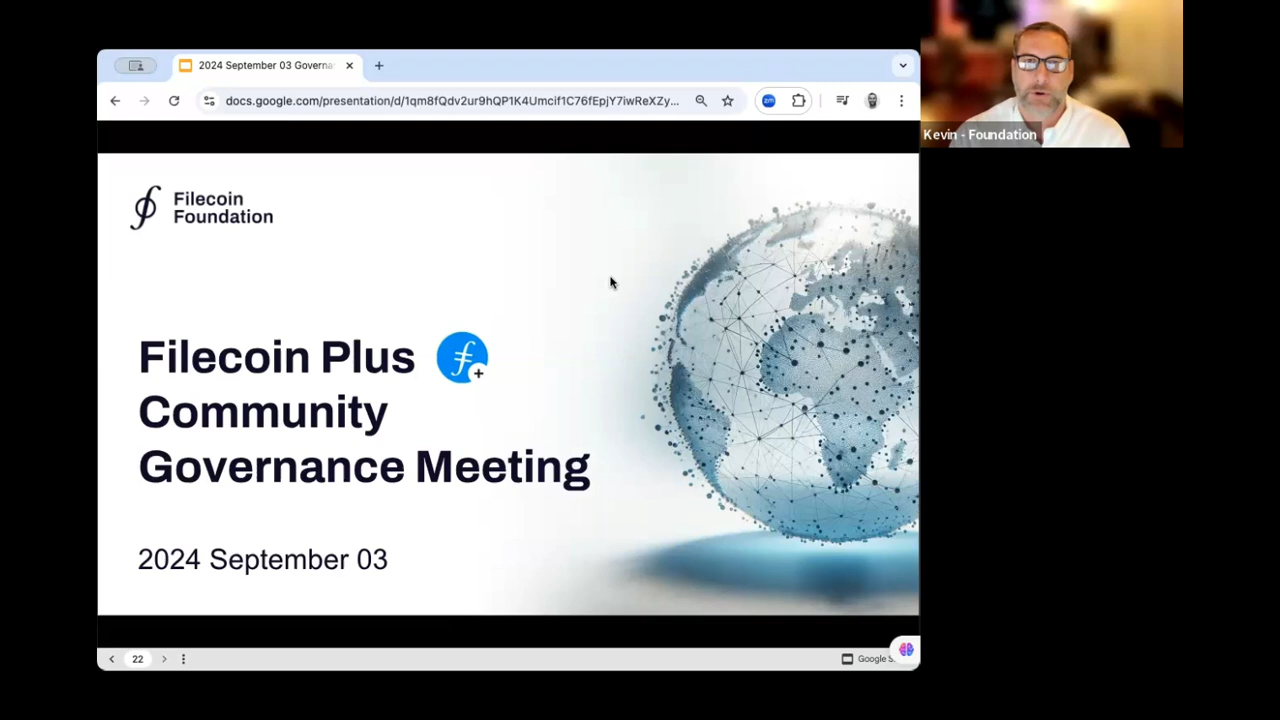 2024 September 03 Governa
docs.google.com/presentation/d/1qm8fQdv2ur9hQP1K4Umcif1C76fEpjY7iwReXZy...
zm
Kevin - Foundation
Filecoin
Foundation
Filecoin Plus
Community
Governance Meeting
2024 September 03
22
Google S